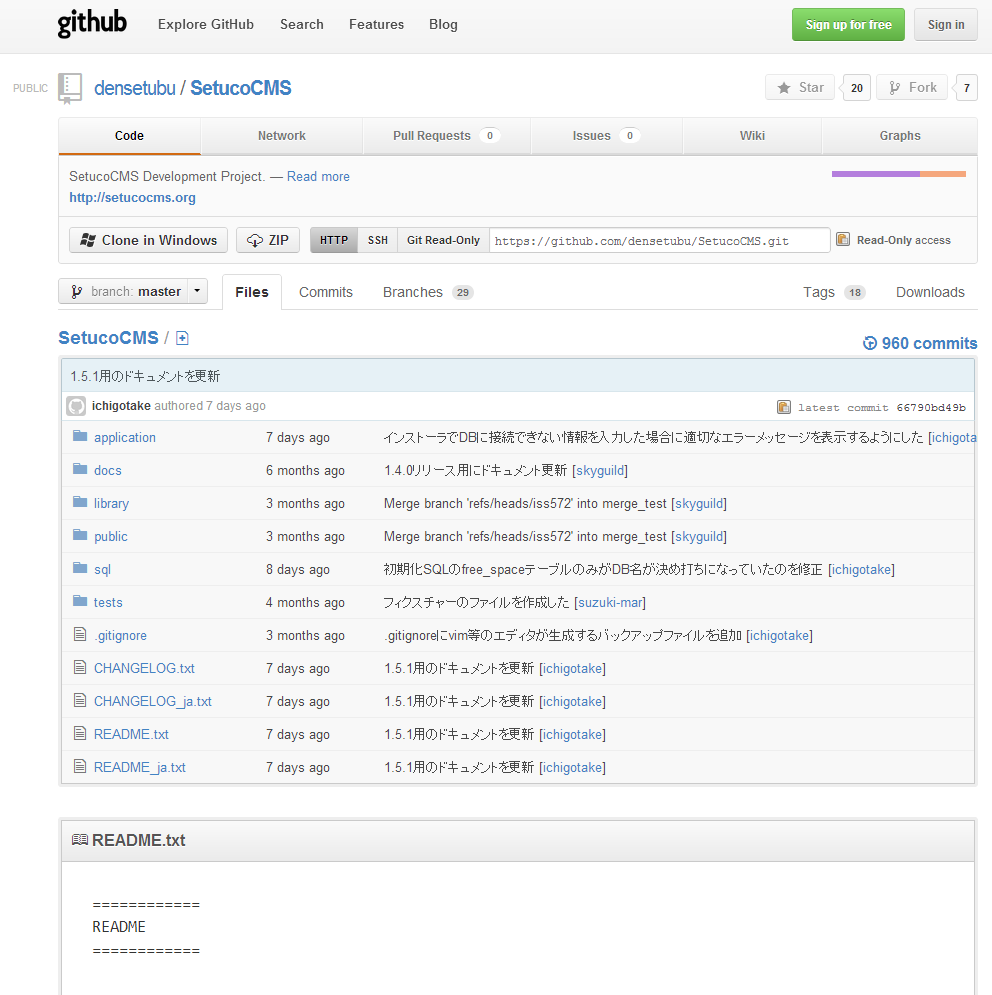 github Explore GitHub Search Features Blog Sign up for free Sign in
PUBLIC densetubu / SetucoCMS Star 20 Fork 7
Code Network Pull Requests 0 Issues 0 Wiki Graphs
SetucoCMS Development Project. — Read more
http://setucocms.org
Clone in Windows ZIP HTTP SSH Git Read-Only https://github.com/densetubu/SetucoCMS.git Read-Only access
branch: master Files Commits Branches 29 Tags 18 Downloads
SetucoCMS /
960 commits
1.5.1用のドキュメントを更新
ichigotake authored 7 days ago latest commit 66790bd49b
application 7 days ago インストーラでDBに接続できない情報を入力した場合に適切なエラーメッセージを表示するようにした [ichigota
docs 6 months ago 1.4.0リリース用にドキュメント更新 [skyguild]
library 3 months ago Merge branch 'refs/heads/iss572' into merge_test [skyguild]
public 3 months ago Merge branch 'refs/heads/iss572' into merge_test [skyguild]
sql 8 days ago 初期化SQLのfree_spaceテーブルのみがDB名が決め打ちになっていたのを修正 [ichigotake]
tests 4 months ago フィクスチャーのファイルを作成した [suzuki-mar]
.gitignore 3 months ago .gitignoreにvim等のエディタが生成するバックアップファイルを追加 [ichigotake]
CHANGELOG.txt 7 days ago 1.5.1用のドキュメントを更新 [ichigotake]
CHANGELOG_ja.txt 7 days ago 1.5.1用のドキュメントを更新 [ichigotake]
README.txt 7 days ago 1.5.1用のドキュメントを更新 [ichigotake]
README_ja.txt 7 days ago 1.5.1用のドキュメントを更新 [ichigotake]
README.txt
============
README
============